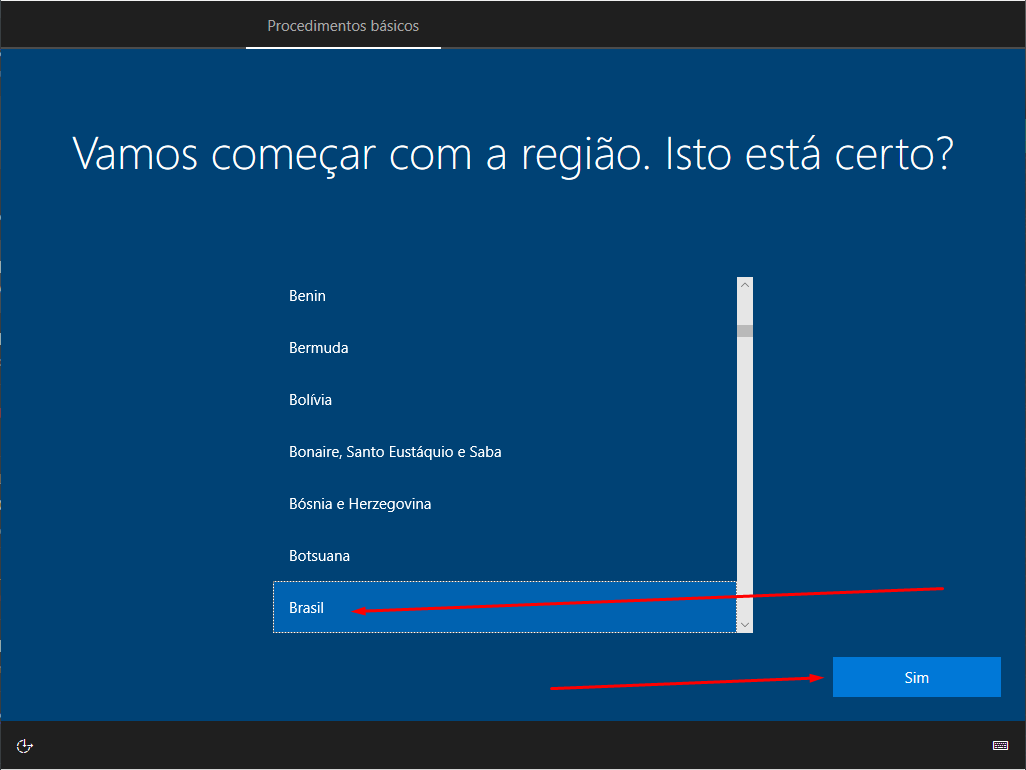 Procedimentos básicos
Vamos começar com a região. Isto está certo?
Benin
Bermuda
Bolívia
Bonaire, Santo Eustáquio e Saba
Bósnia e Herzegovina
Botsuana
Brasil
Sim